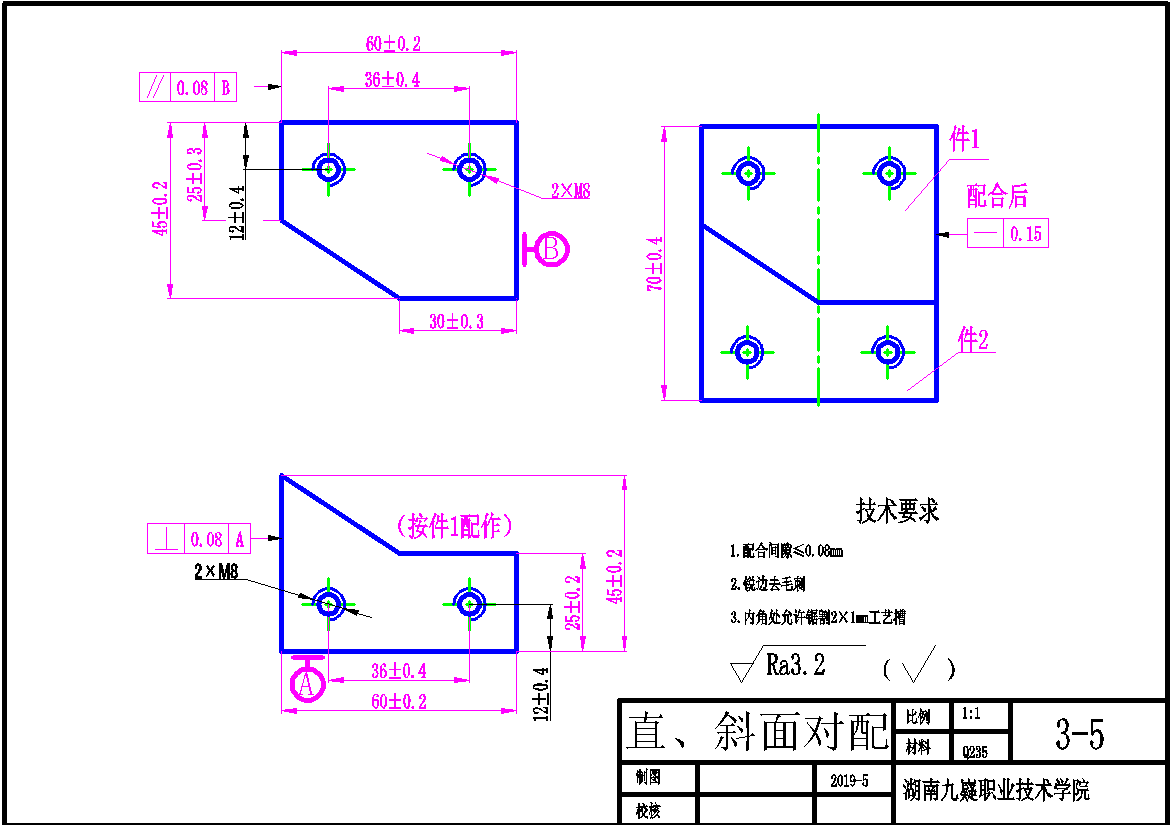 60±0.2
36±0.4
// 0.08 B
45±0.2
25±0.3
12±0.4
2×M8
B
30±0.3
件1
配合后
— 0.15
70±0.4
件2
(按件1配作)
⊥ 0.08 A
2×M8
25±0.2
45±0.2
12±0.4
A
36±0.4
60±0.2
技术要求
1.配合间隙≤0.08mm
2.锐边去毛刺
3.内角处允许锯割2×1mm工艺槽
Ra3.2 (√)
直、斜面对配
比例 1:1
材料 Q235
3-5
制图 2019-5
校核
湖南九嶷职业技术学院